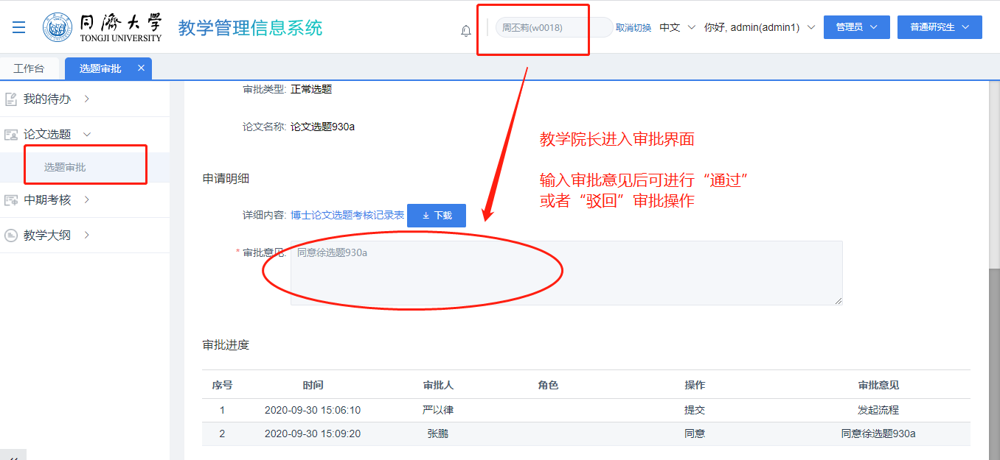 同濟大学
TONGJI UNIVERSITY
教学管理信息系统
周丕莉(w0018)
取消切换
中文
你好, admin(admin1)
管理员
普通研究生
工作台
选题审批
我的待办
论文选题
选题审批
中期考核
教学大纲
审批类型: 正常选题
论文名称: 论文选题930a
教学院长进入审批界面
输入审批意见后可进行“通过”
或者“驳回”审批操作
申请明细
详细内容: 博士论文选题考核记录表 下载
* 审批意见: 同意徐选题930a
审批进度
序号 时间 审批人 角色 操作 审批意见
1 2020-09-30 15:06:10 严以律 提交 发起流程
2 2020-09-30 15:09:20 张鹏 同意 同意徐选题930a